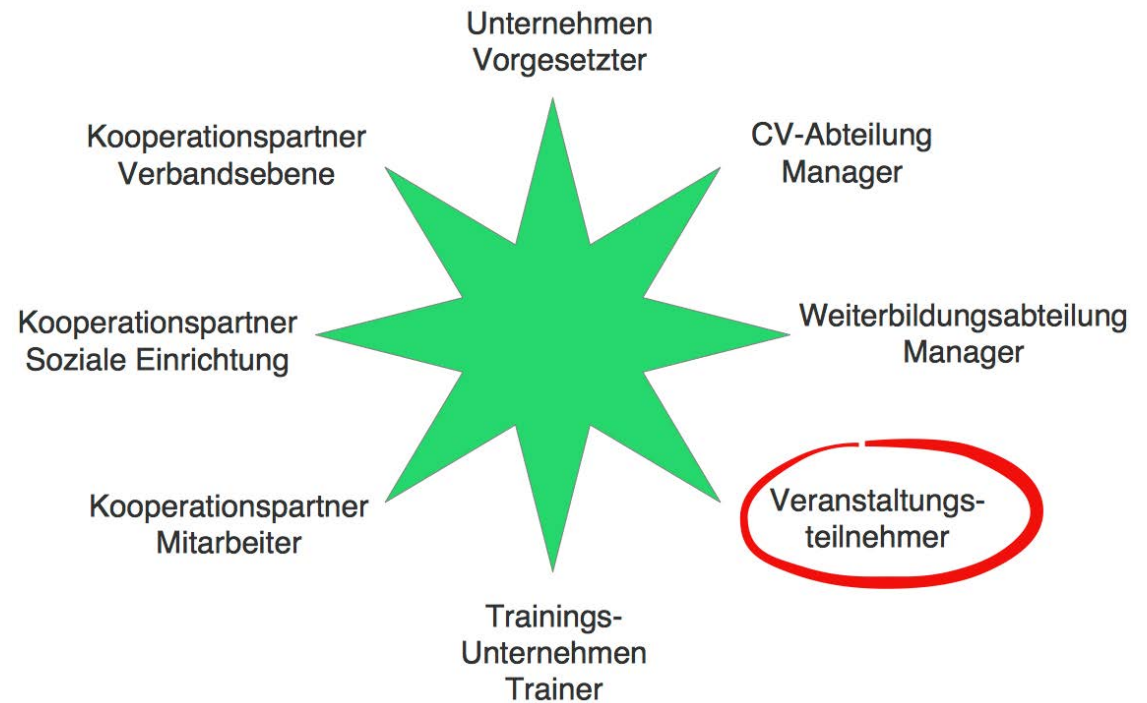 Unternehmen
Vorgesetzter
Kooperationspartner
Verbandsebene
CV-Abteilung
Manager
Kooperationspartner
Soziale Einrichtung
Weiterbildungsabteilung
Manager
Kooperationspartner
Mitarbeiter
Veranstaltungs-
teilnehmer
Trainings-
Unternehmen
Trainer